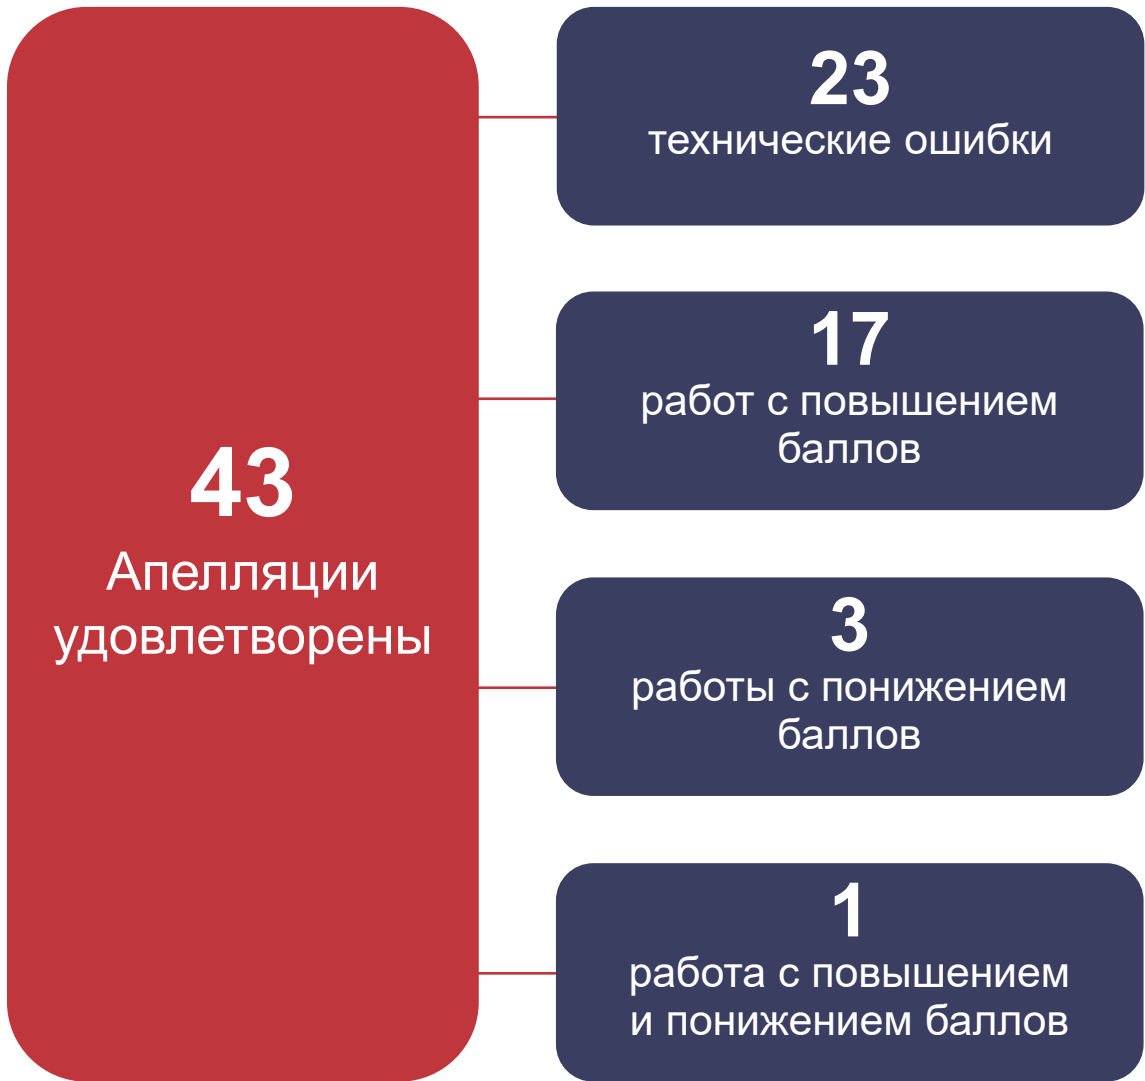 43
Апелляции
удовлетворены
23
технические ошибки
17
работ с повышением
баллов
3
работы с понижением
баллов
1
работа с повышением
и понижением баллов